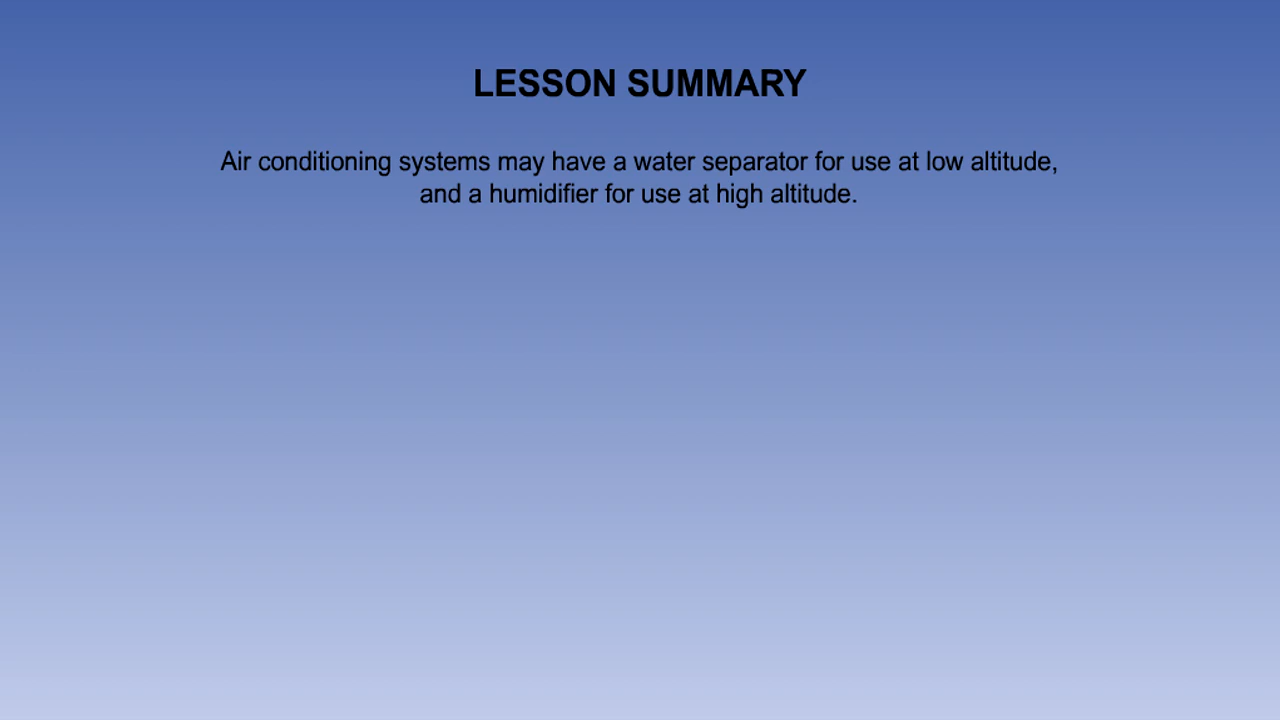 LESSON SUMMARY
Air conditioning systems may have a water separator for use at low altitude,
and a humidifier for use at high altitude.